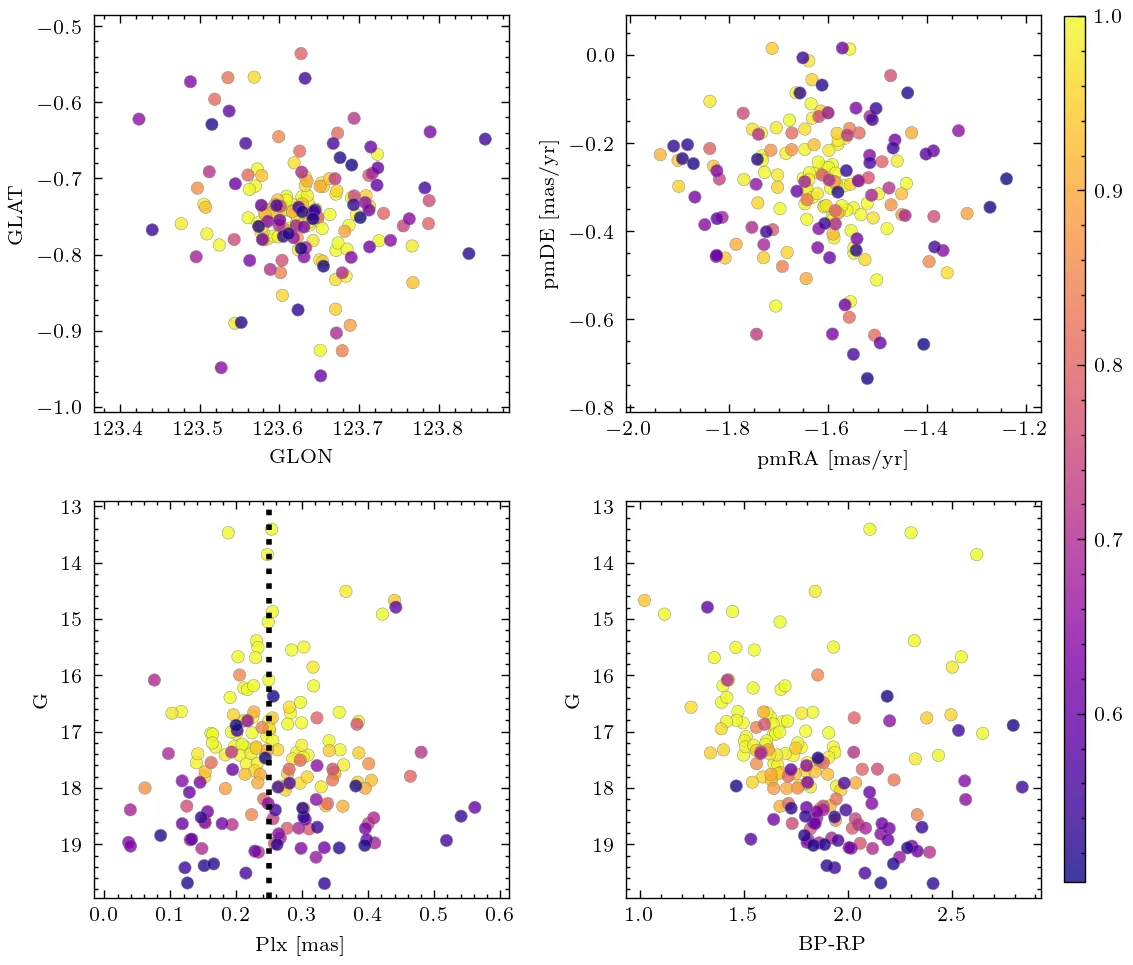 −0.5
−0.6
−0.7
−0.8
−0.9
−1.0
GLAT
123.4 123.5 123.6 123.7 123.8
GLON
0.0
−0.2
−0.4
−0.6
−0.8
pmDE [mas/yr]
−2.0 −1.8 −1.6 −1.4 −1.2
pmRA [mas/yr]
13
14
15
16
17
18
19
G
0.0 0.1 0.2 0.3 0.4 0.5 0.6
Plx [mas]
13
14
15
16
17
18
19
G
1.0 1.5 2.0 2.5
BP-RP
1.0
0.9
0.8
0.7
0.6